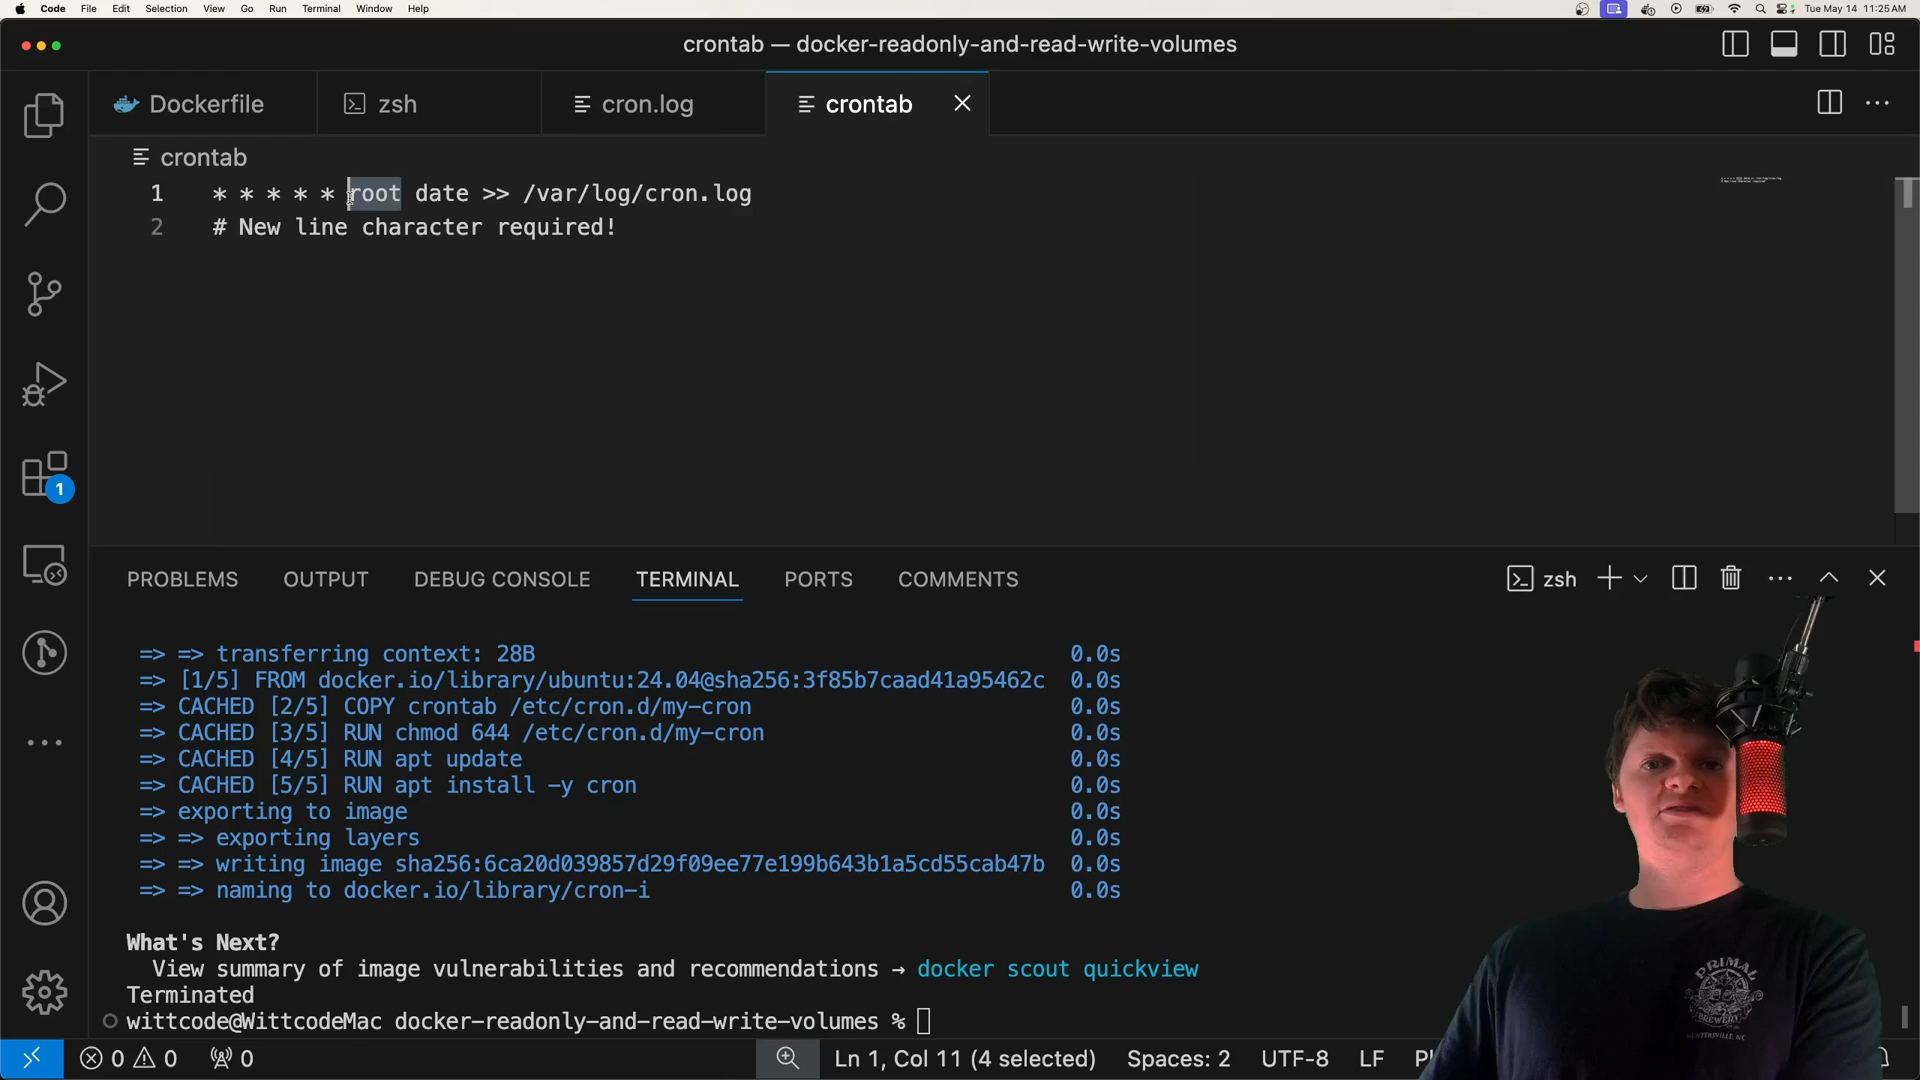 Code File Edit Selection View Go Run Terminal Window Help Tue May 14 11:25 AM
crontab — docker-readonly-and-read-write-volumes
Dockerfile zsh cron.log crontab
crontab
1 * * * * * root date >> /var/log/cron.log
2 # New line character required!
PROBLEMS OUTPUT DEBUG CONSOLE TERMINAL PORTS COMMENTS zsh
1
=> => transferring context: 28B 0.0s
=> [1/5] FROM docker.io/library/ubuntu:24.04@sha256:3f85b7caad41a95462c 0.0s
=> CACHED [2/5] COPY crontab /etc/cron.d/my-cron 0.0s
=> CACHED [3/5] RUN chmod 644 /etc/cron.d/my-cron 0.0s
=> CACHED [4/5] RUN apt update 0.0s
=> CACHED [5/5] RUN apt install -y cron 0.0s
=> exporting to image 0.0s
=> => exporting layers 0.0s
=> => writing image sha256:6ca20d039857d29f09ee77e199b643b1a5cd55cab47b 0.0s
=> => naming to docker.io/library/cron-i 0.0s
What's Next?
View summary of image vulnerabilities and recommendations → docker scout quickview
Terminated
wittcode@WittcodeMac docker-readonly-and-read-write-volumes %
PRIMAL
BREWERY
HUNTERSVILLE, NC
0 0 0 Ln 1, Col 11 (4 selected) Spaces: 2 UTF-8 LF